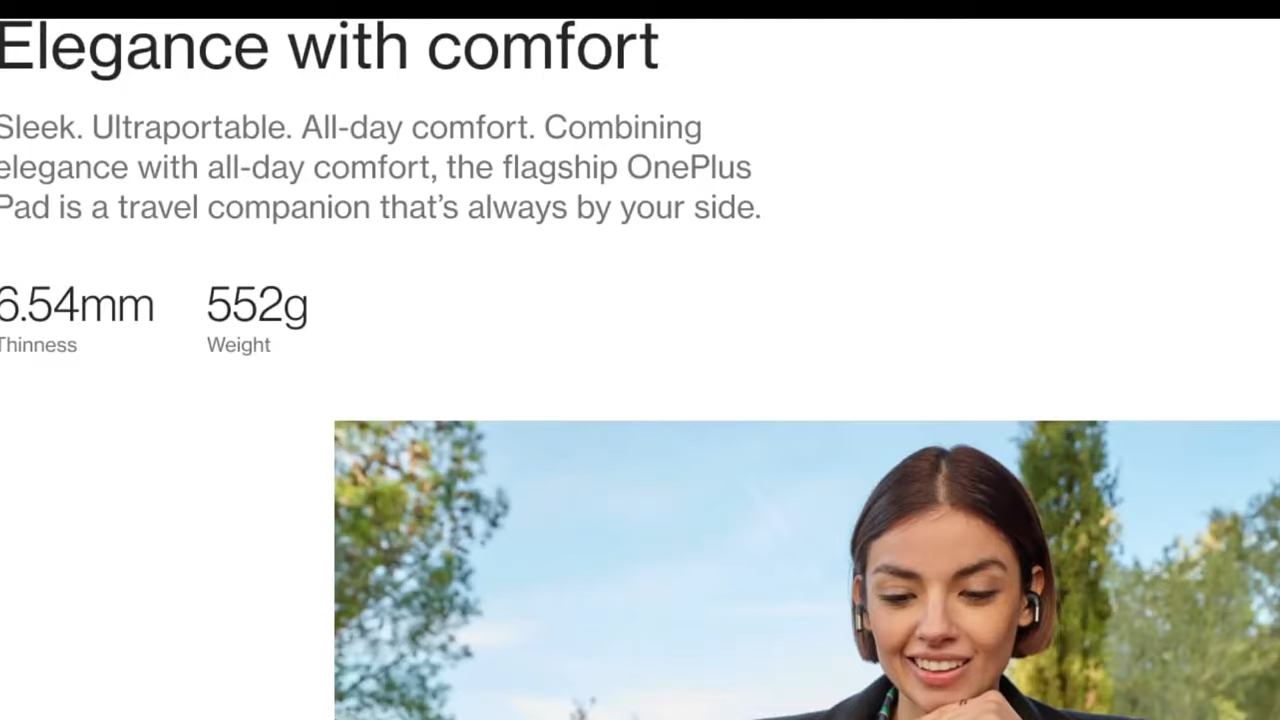 Elegance with comfort
Sleek. Ultraportable. All-day comfort. Combining
elegance with all-day comfort, the flagship OnePlus
Pad is a travel companion that’s always by your side.
6.54mm 552g
Thinness Weight